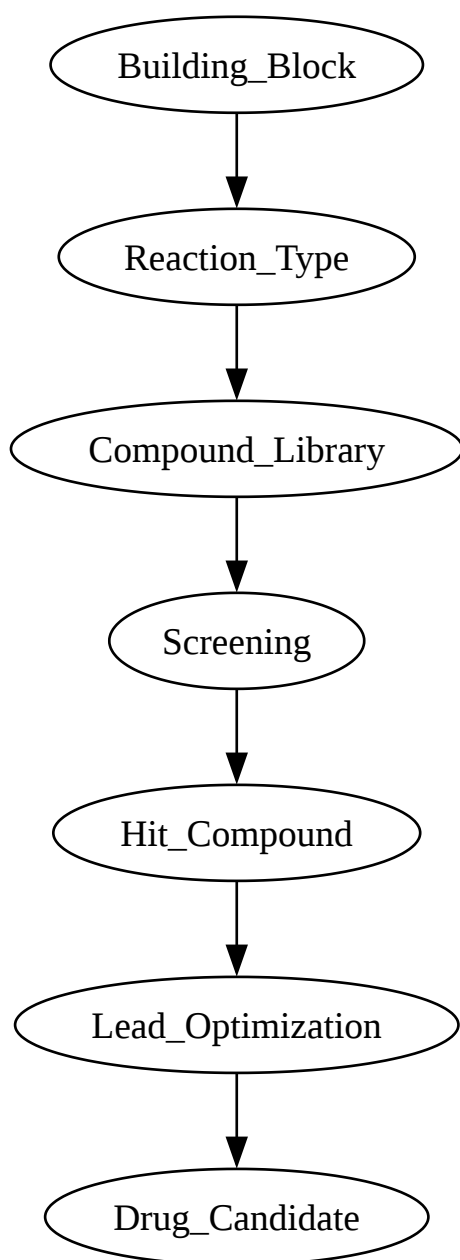 Building_Block
Reaction_Type
Compound_Library
Screening
Hit_Compound
Lead_Optimization
Drug_Candidate